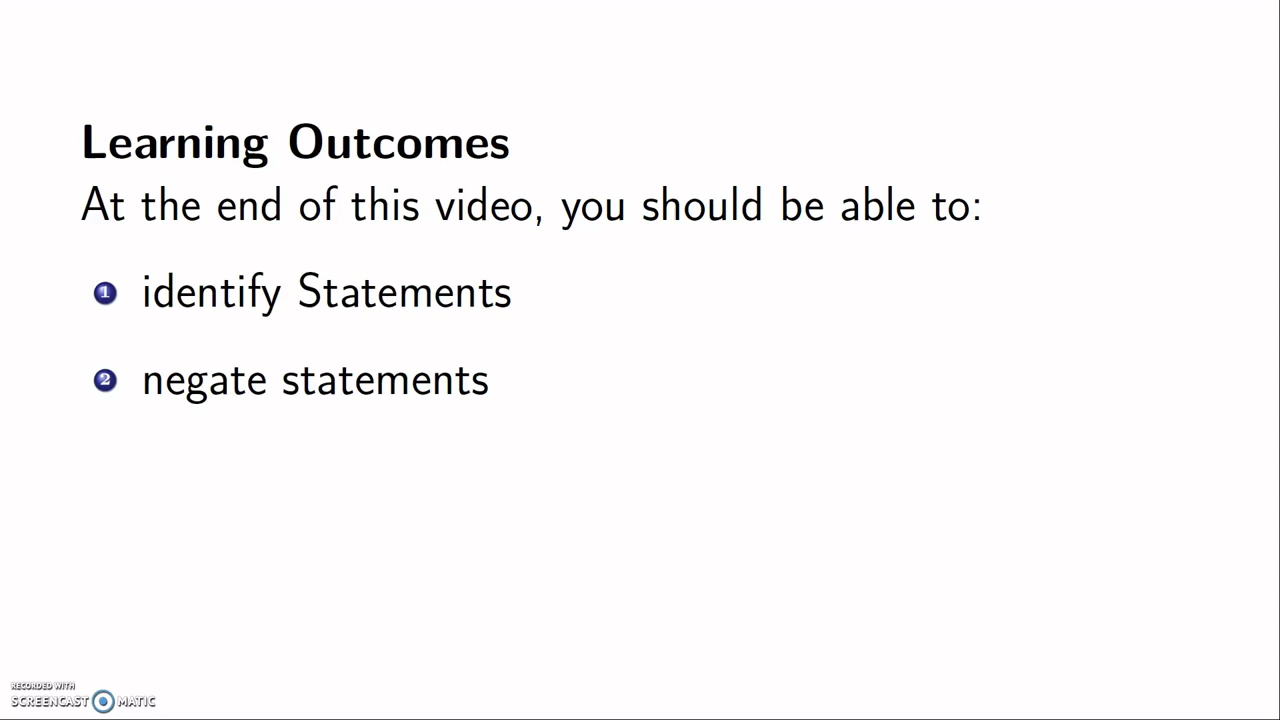 Learning Outcomes
At the end of this video, you should be able to:
1 identify Statements
2 negate statements
RECORDED WITH
SCREENCAST MATIC